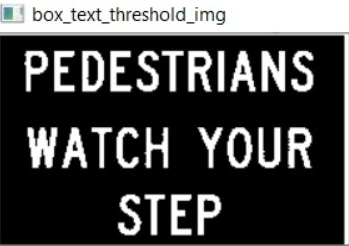 box_text_threshold_img
PEDESTRIANS
WATCH YOUR
STEP